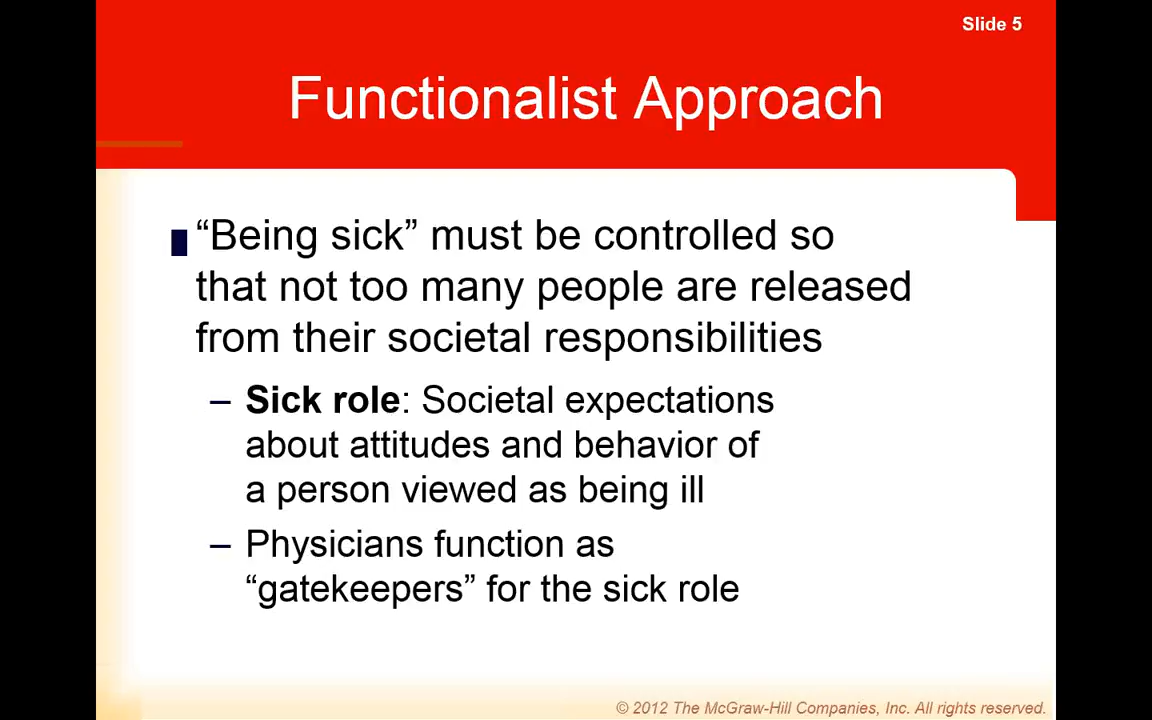 Slide 5
Functionalist Approach
“Being sick” must be controlled so
that not too many people are released
from their societal responsibilities
– Sick role: Societal expectations
about attitudes and behavior of
a person viewed as being ill
– Physicians function as
“gatekeepers” for the sick role
© 2012 The McGraw-Hill Companies, Inc. All rights reserved.